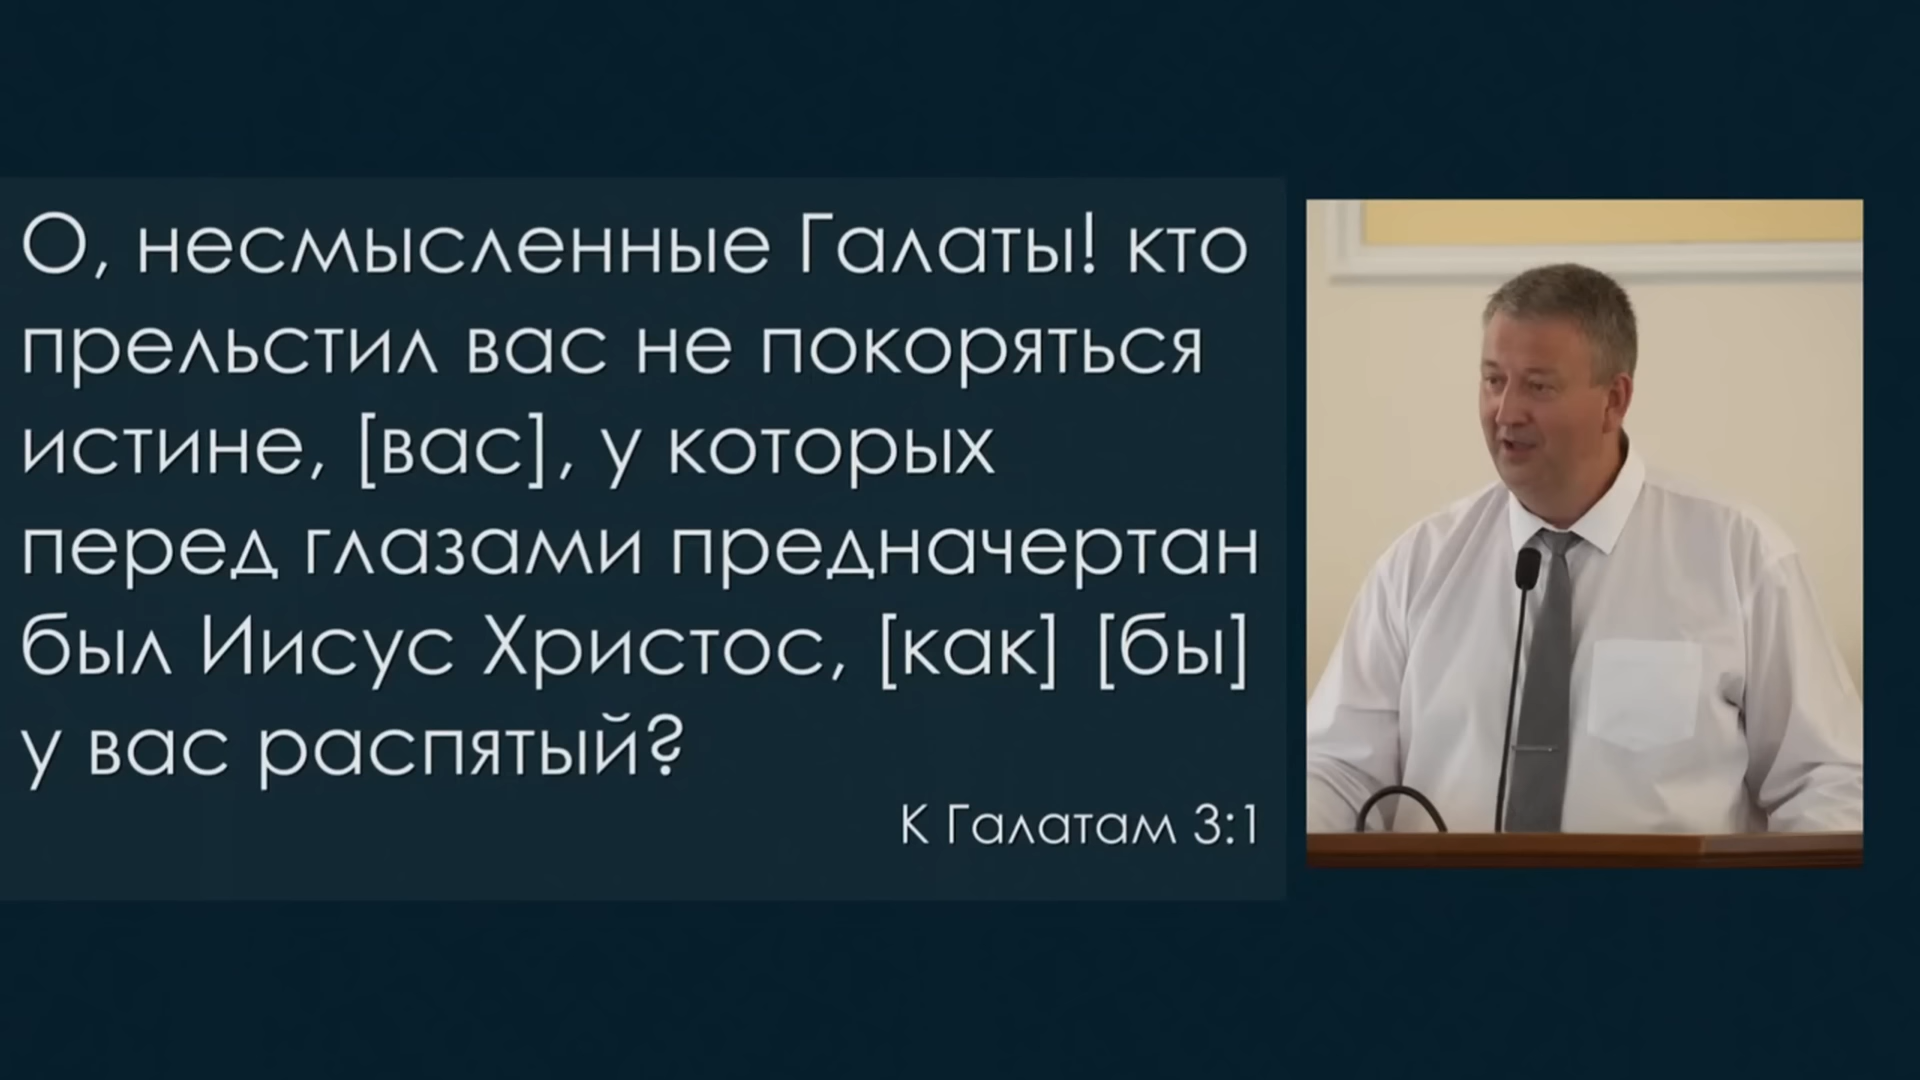 О, несмысленные Галаты! кто
прельстил вас не покоряться
истине, [вас], у которых
перед глазами предначертан
был Иисус Христос, [как] [бы]
у вас распятый?
К Галатам 3:1